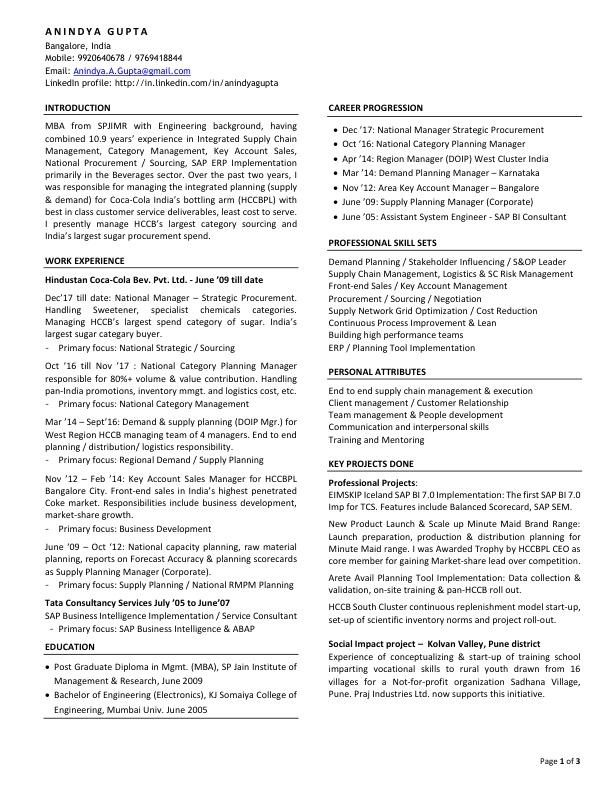 ANINDYA GUPTA
Bangalore, India
Mobile: 9920640678 / 9769418844
Email: Anindya.A.Gupta@gmail.com
LinkedIn profile: http://in.linkedin.com/in/anindyagupta
INTRODUCTION
MBA from SPJIMR with Engineering background, having
combined 10.9 years’ experience in Integrated Supply Chain
Management, Category Management, Key Account Sales,
National Procurement / Sourcing, SAP ERP Implementation
primarily in the Beverages sector. Over the past two years, I
was responsible for managing the integrated planning (supply
& demand) for Coca-Cola India’s bottling arm (HCCBPL) with
best in class customer service deliverables, least cost to serve.
I presently manage HCCB’s largest category sourcing and
India’s largest sugar procurement spend.
WORK EXPERIENCE
Hindustan Coca-Cola Bev. Pvt. Ltd. - June ’09 till date
Dec’17 till date: National Manager – Strategic Procurement.
Handling Sweetener, specialist chemicals categories.
Managing HCCB’s largest spend category of sugar. India’s
largest sugar categary buyer.
- Primary focus: National Strategic / Sourcing
Oct ’16 till Nov ’17 : National Category Planning Manager
responsible for 80%+ volume & value contribution. Handling
pan-India promotions, inventory mngt. and logistics cost, etc.
- Primary focus: National Category Management
Mar ’14 – Sept’16: Demand & supply planning (DOIP Mgr.) for
West Region HCCB managing team of 4 managers. End to end
planning / distribution/ logistics responsibility.
- Primary focus: Regional Demand / Supply Planning
Nov ’12 – Feb ’14: Key Account Sales Manager for HCCBPL
Bangalore City. Front-end sales in India’s highest penetrated
Coke market. Responsibilities include business development,
market-share growth.
- Primary focus: Business Development
June ‘09 – Oct ‘12: National capacity planning, raw material
planning, reports on Forecast Accuracy & planning scorecards
as Supply Planning Manager (Corporate).
- Primary focus: Supply Planning / National RMPM Planning
Tata Consultancy Services July ’05 to June’07
SAP Business Intelligence Implementation / Service Consultant
- Primary focus: SAP Business Intelligence & ABAP
EDUCATION
• Post Graduate Diploma in Mgmt. (MBA), SP Jain Institute of
Management & Research, June 2009
• Bachelor of Engineering (Electronics), KJ Somaiya College of
Engineering, Mumbai Univ. June 2005
CAREER PROGRESSION
• Dec ’17: National Manager Strategic Procurement
• Oct ’16: National Category Planning Manager
• Apr ’14: Region Manager (DOIP) West Cluster India
• Mar ’14: Demand Planning Manager – Karnataka
• Nov ’12: Area Key Account Manager – Bangalore
• June ’09: Supply Planning Manager (Corporate)
• June ’05: Assistant System Engineer - SAP BI Consultant
PROFESSIONAL SKILL SETS
Demand Planning / Stakeholder Influencing / S&OP Leader
Supply Chain Management, Logistics & SC Risk Management
Front-end Sales / Key Account Management
Procurement / Sourcing / Negotiation
Supply Network Grid Optimization / Cost Reduction
Continuous Process Improvement & Lean
Building high performance teams
ERP / Planning Tool Implementation
PERSONAL ATTRIBUTES
End to end supply chain management & execution
Client management / Customer Relationship
Team management & People development
Communication and interpersonal skills
Training and Mentoring
KEY PROJECTS DONE
Professional Projects:
EIMSKIP Iceland SAP BI 7.0 Implementation: The first SAP BI 7.0
Imp for TCS. Features include Balanced Scorecard, SAP SEM.
New Product Launch & Scale up Minute Maid Brand Range:
Launch preparation, production & distribution planning for
Minute Maid range. I was Awarded Trophy by HCCBPL CEO as
core member for gaining Market-share lead over competition.
Arete Avail Planning Tool Implementation: Data collection &
validation, on-site training & pan-HCCB roll out.
HCCB South Cluster continuous replenishment model start-up,
set-up of scientific inventory norms and project roll-out.
Social Impact project – Kolvan Valley, Pune district
Experience of conceptualizing & start-up of training school
imparting vocational skills to rural youth drawn from 16
villages for a Not-for-profit organization Sadhana Village,
Pune. Praj Industries Ltd. now supports this initiative.
Page 1 of 3